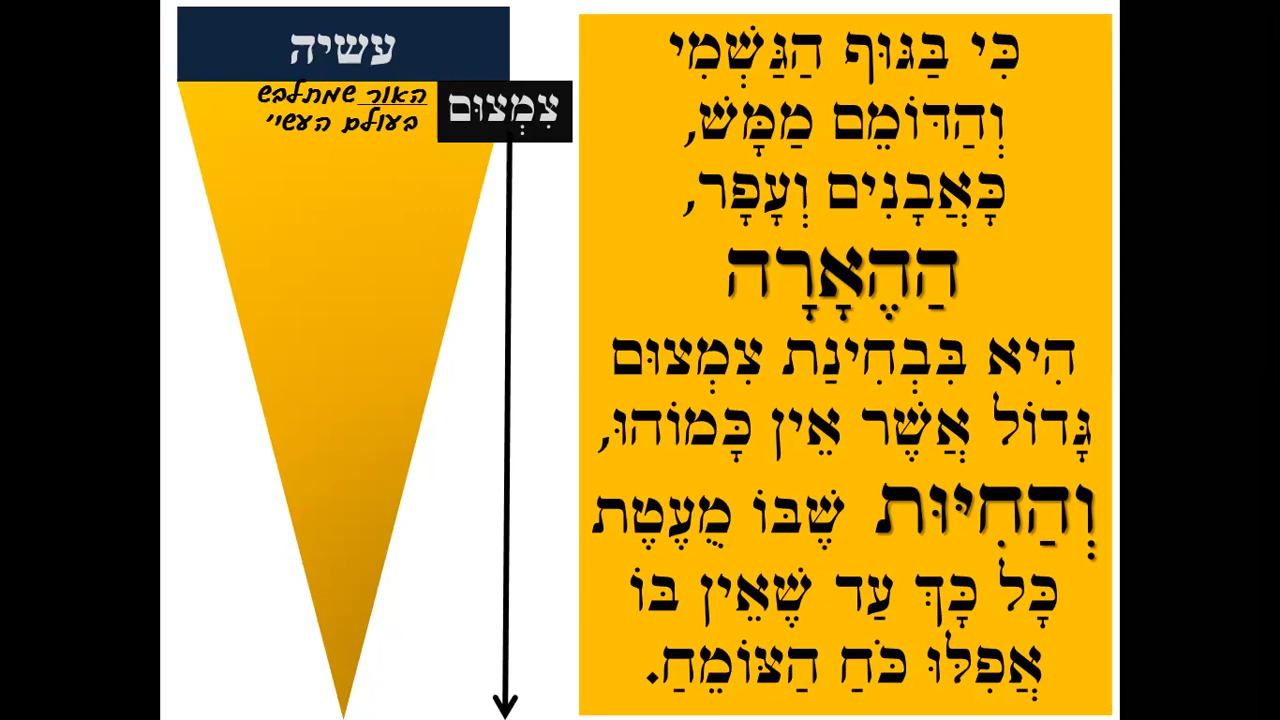 עשיה
האור שמתלבש
בעולם העשיי
צִמְצוּם
כִּי בַּגּוּף הַגַּשְׁמִי
וְהַדּוֹמֵם מַמָּשׁ,
כָּאֲבָנִים וְעָפָר,
הַהֶאָרָה
הִיא בִּבְחִינַת צִמְצוּם
גָּדוֹל אֲשֶׁר אֵין כָּמוֹהוּ,
וְהַחִיּוּת שֶׁבּוֹ מֻעֶטֶת
כָּל כָּךְ עַד שֶׁאֵין בּוֹ
אֲפִלּוּ כֹּחַ הַצּוֹמֵחַ.